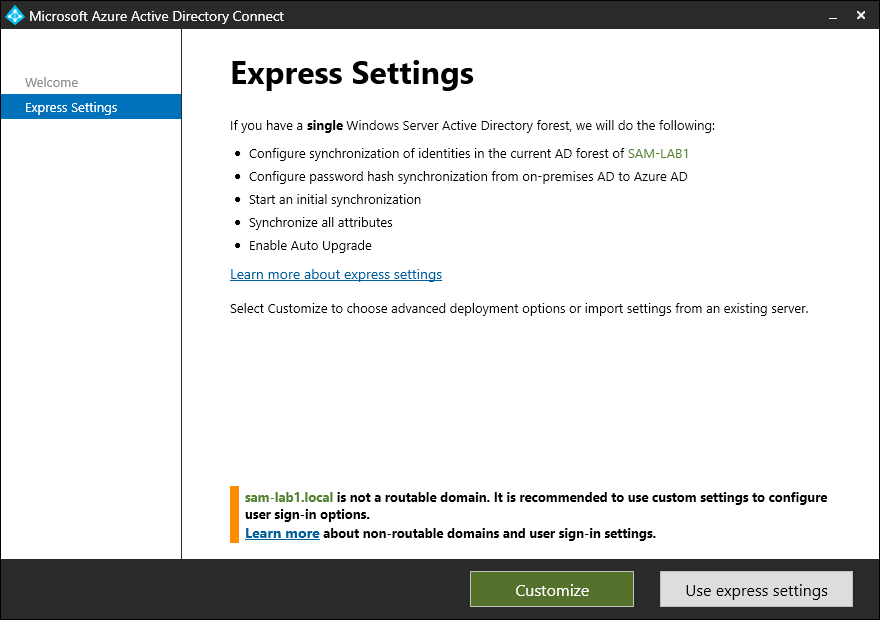 Microsoft Azure Active Directory Connect
Welcome
Express Settings
Express Settings
If you have a single Windows Server Active Directory forest, we will do the following:
• Configure synchronization of identities in the current AD forest of SAM-LAB1
• Configure password hash synchronization from on-premises AD to Azure AD
• Start an initial synchronization
• Synchronize all attributes
• Enable Auto Upgrade
Learn more about express settings
Select Customize to choose advanced deployment options or import settings from an existing server.
sam-lab1.local is not a routable domain. It is recommended to use custom settings to configure
user sign-in options.
Learn more about non-routable domains and user sign-in settings.
Customize
Use express settings